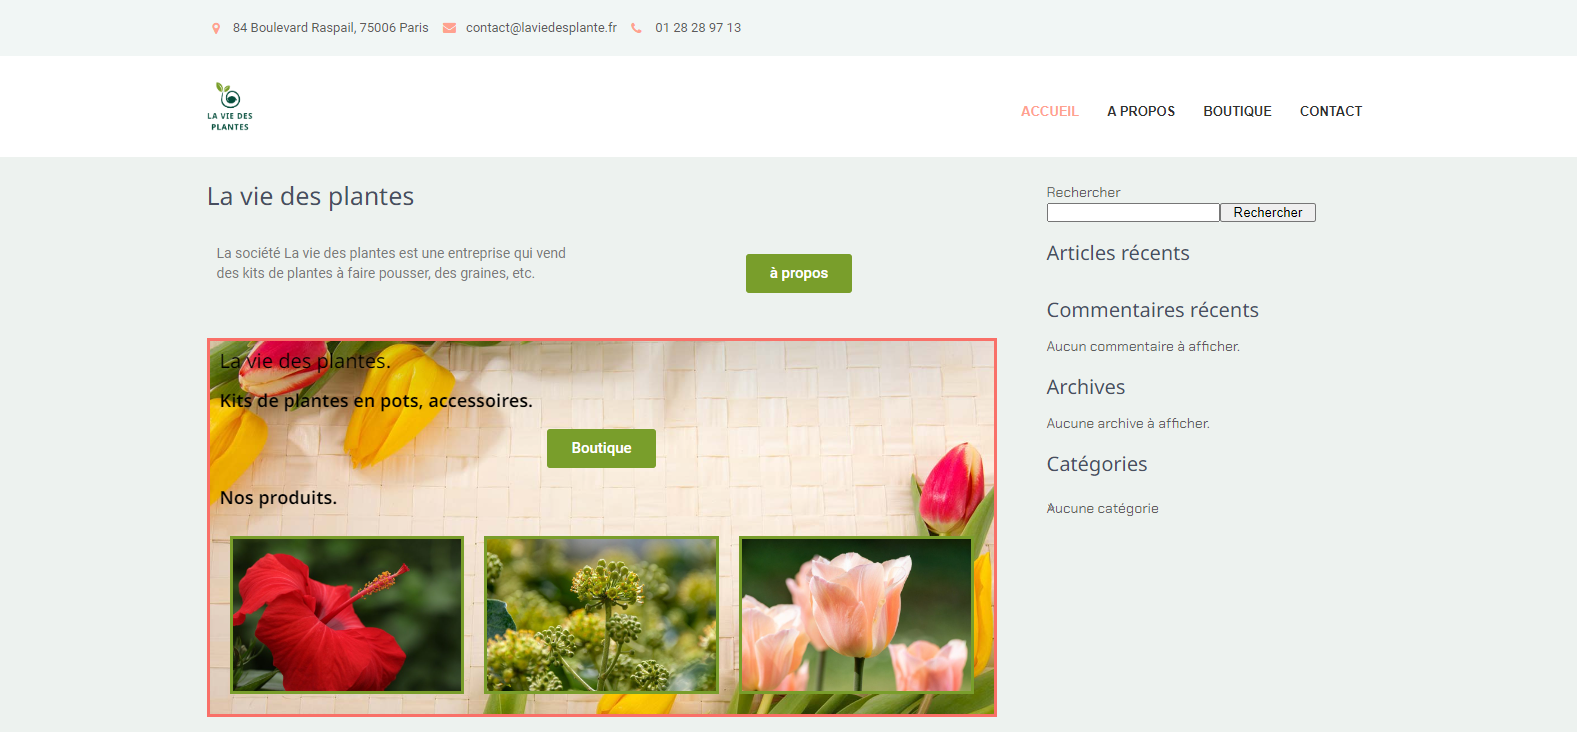 84 Boulevard Raspail, 75006 Paris contact@laviedesplante.fr 01 28 28 97 13
LA VIE DES
PLANTES
ACCUEIL A PROPOS BOUTIQUE CONTACT
La vie des plantes
La société La vie des plantes est une entreprise qui vend
des kits de plantes à faire pousser, des graines, etc.
à propos
La vie des plantes.
Kits de plantes en pots, accessoires.
Boutique
Nos produits.
Rechercher
Rechercher
Articles récents
Commentaires récents
Aucun commentaire à afficher.
Archives
Aucune archive à afficher.
Catégories
Aucune catégorie